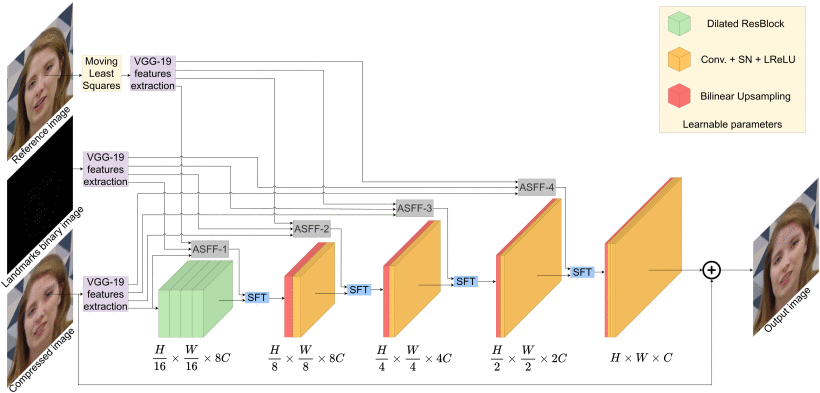 Dilated ResBlock
Conv. + SN + LReLU
Bilinear Upsampling
Learnable parameters
Moving
Least
Squares
VGG-19
features
extraction
Reference image
VGG-19
features
extraction
Landmarks binary image
VGG-19
features
extraction
Compressed image
ASFF-1
ASFF-2
ASFF-3
ASFF-4
SFT
SFT
SFT
SFT
Output image
H/16 × W/16 × 8C
H/8 × W/8 × 8C
H/4 × W/4 × 4C
H/2 × W/2 × 2C
H × W × C